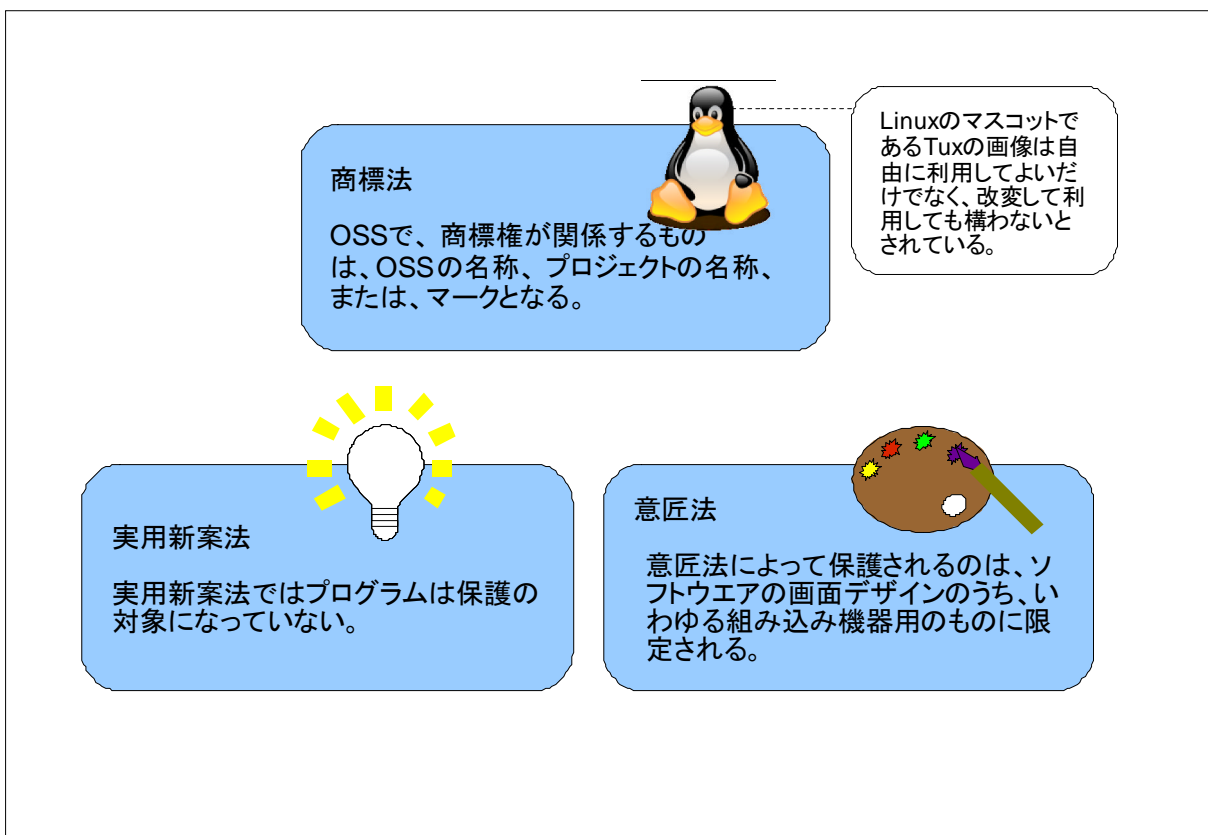 商標法
OSSで、商標権が関係するもの
は、OSSの名称、プロジェクトの名称、
または、マークとなる。
Linuxのマスコットで
あるTuxの画像は自
由に利用してよいだ
けでなく、改変して利
用しても構わないと
されている。
実用新案法
実用新案法ではプログラムは保護の
対象になっていない。
意匠法
意匠法によって保護されるのは、ソ
フトウエアの画面デザインのうち、い
わゆる組み込み機器用のものに限
定される。